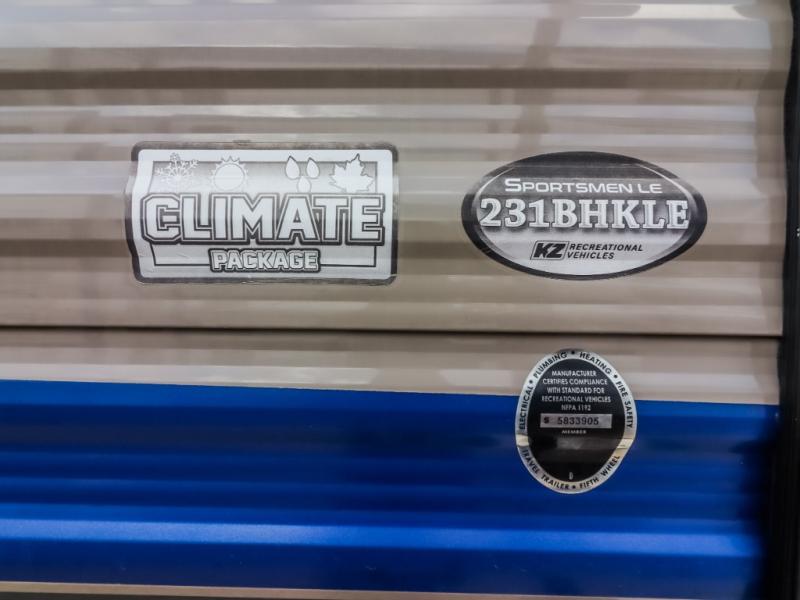 CLIMATE
PACKAGE
SPORTSMEN LE
231BHKLE
KZ RECREATIONAL
VEHICLES
ELECTRICAL • PLUMBING • HEATING • FIRE SAFETY
MANUFACTURER
CERTIFIES COMPLIANCE
WITH STANDARD FOR
RECREATIONAL VEHICLES
NFPA 1192
S 5833905
MEMBER
D
TRAVEL TRAILER • FIFTH WHEEL